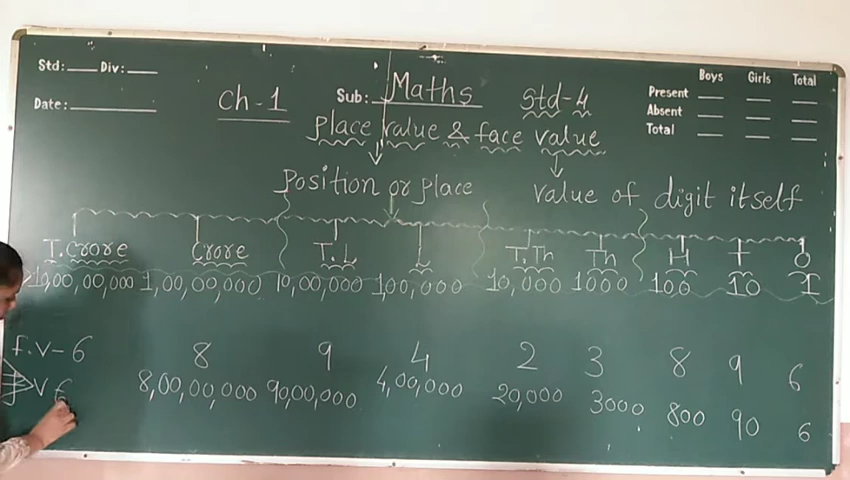 Boys Girls Total
Std: Div:
Present
Date:
Ch-1 Sub: Maths Std-4
Absent
Total
Place value & face value
Position or place value of digit itself
T.Crore Crore T.L L T.Th Th H T O
10,00,00,000 1,00,00,000 10,00,000 1,00,000 10,000 1000 100 10 1
f.v-6 8 9 4 2 3 8 9 6
V 6 8,00,00,000 90,00,000 4,00,000 20,000 3000 800 90 6